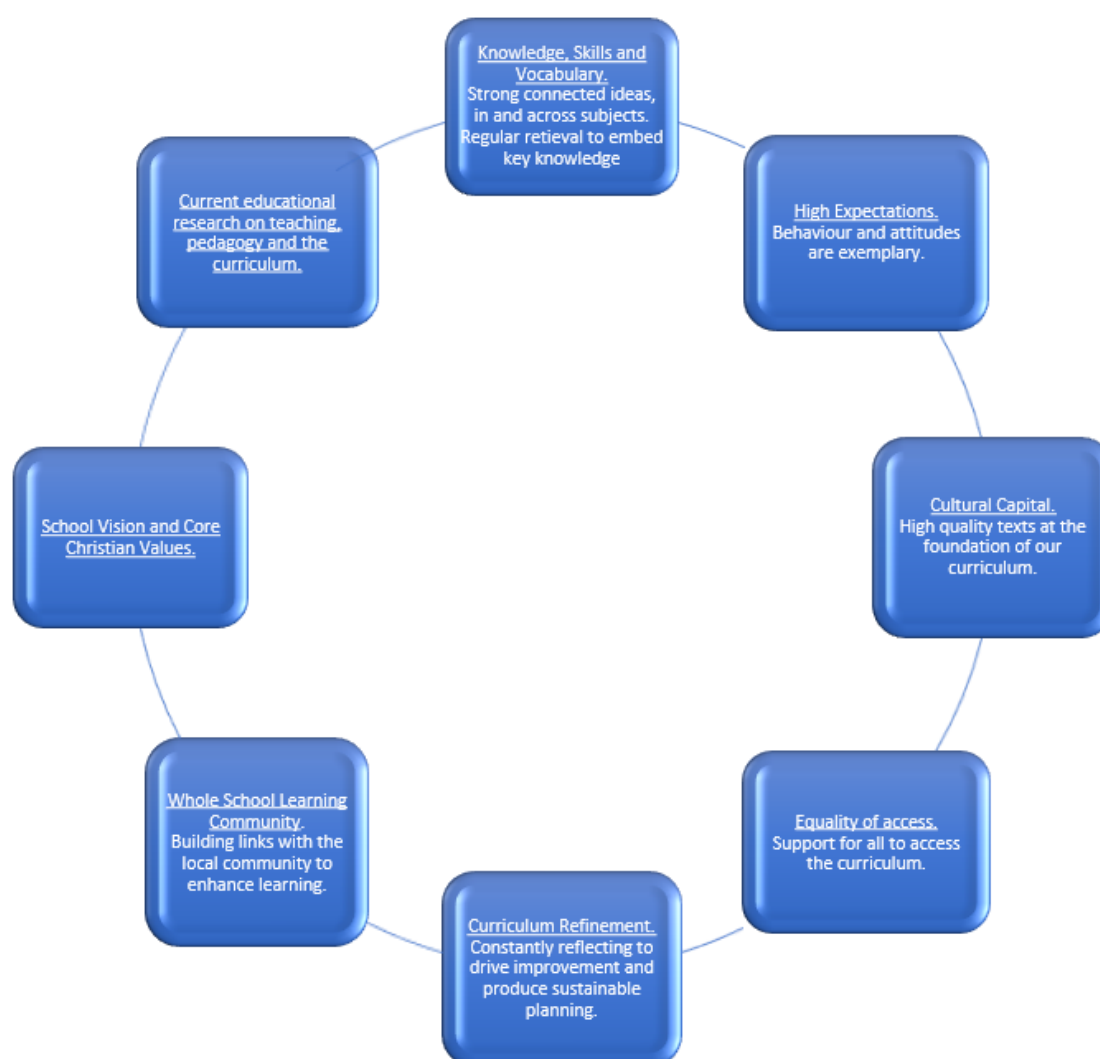 Knowledge, Skills and
Vocabulary.
Strong connected ideas,
in and across subjects.
Regular retieval to embed
key knowledge
High Expectations.
Behaviour and attitudes
are exemplary.
Cultural Capital.
High quality texts at the
foundation of our
curriculum.
Equality of access.
Support for all to access
the curriculum.
Curriculum Refinement.
Constantly reflecting to
drive improvement and
produce sustainable
planning.
Whole School Learning
Community.
Building links with the
local community to
enhance learning.
School Vision and Core
Christian Values.
Current educational
research on teaching,
pedagogy and the
curriculum.